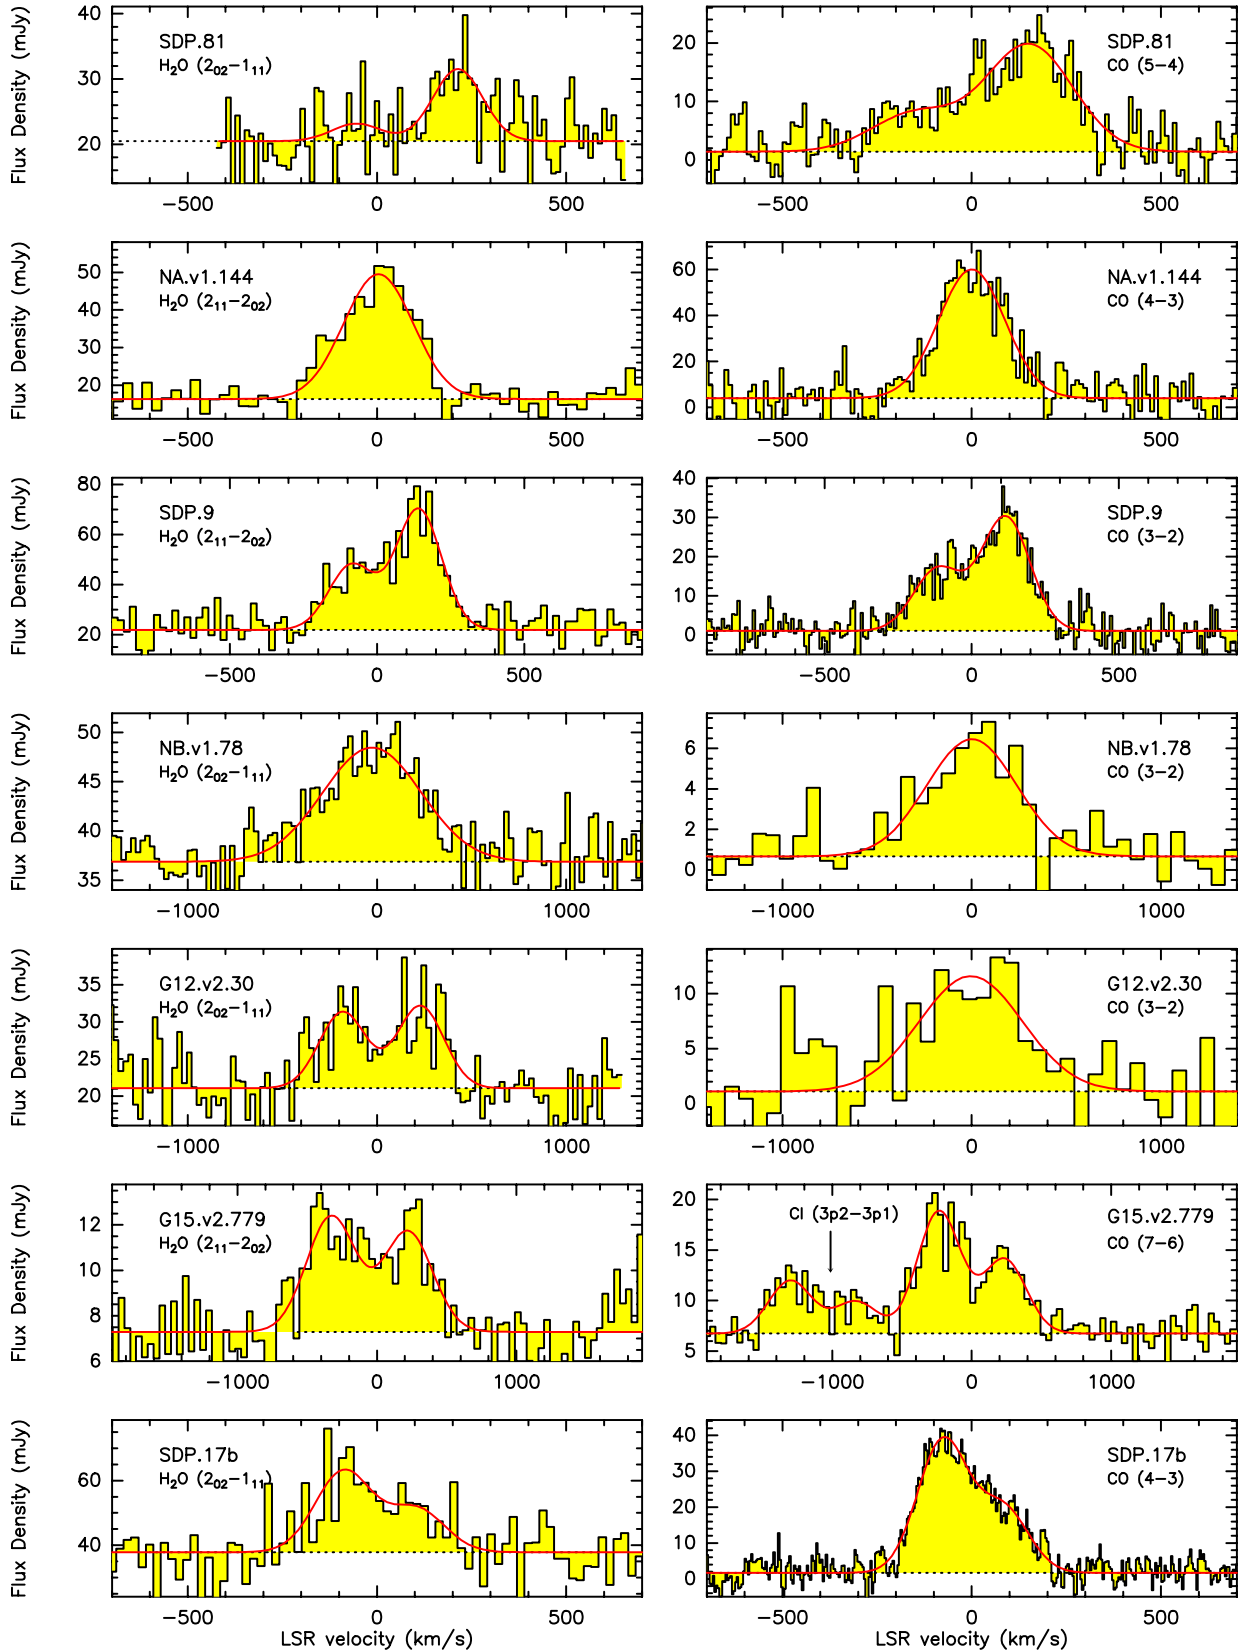 Flux Density (mJy)
40
30
20
SDP.81
H₂O (2₀₂−1₁₁)
−500 0 500
20
10
0
SDP.81
CO (5−4)
−500 0 500
Flux Density (mJy)
50
40
30
20
NA.v1.144
H₂O (2₁₁−2₀₂)
−500 0 500
60
40
20
0
NA.v1.144
CO (4−3)
−500 0 500
Flux Density (mJy)
80
60
40
20
SDP.9
H₂O (2₁₁−2₀₂)
−500 0 500
40
30
20
10
0
SDP.9
CO (3−2)
−500 0 500
Flux Density (mJy)
50
45
40
35
NB.v1.78
H₂O (2₀₂−1₁₁)
−1000 0 1000
6
4
2
0
NB.v1.78
CO (3−2)
−1000 0 1000
Flux Density (mJy)
35
30
25
20
G12.v2.30
H₂O (2₀₂−1₁₁)
−1000 0 1000
10
5
0
G12.v2.30
CO (3−2)
−1000 0 1000
Flux Density (mJy)
12
10
8
6
G15.v2.779
H₂O (2₁₁−2₀₂)
−1000 0 1000
20
15
10
5
CI (3p2−3p1)
G15.v2.779
CO (7−6)
−1000 0 1000
Flux Density (mJy)
60
40
SDP.17b
H₂O (2₀₂−1₁₁)
−500 0 500
LSR velocity (km/s)
40
30
20
10
0
SDP.17b
CO (4−3)
−500 0 500
LSR velocity (km/s)